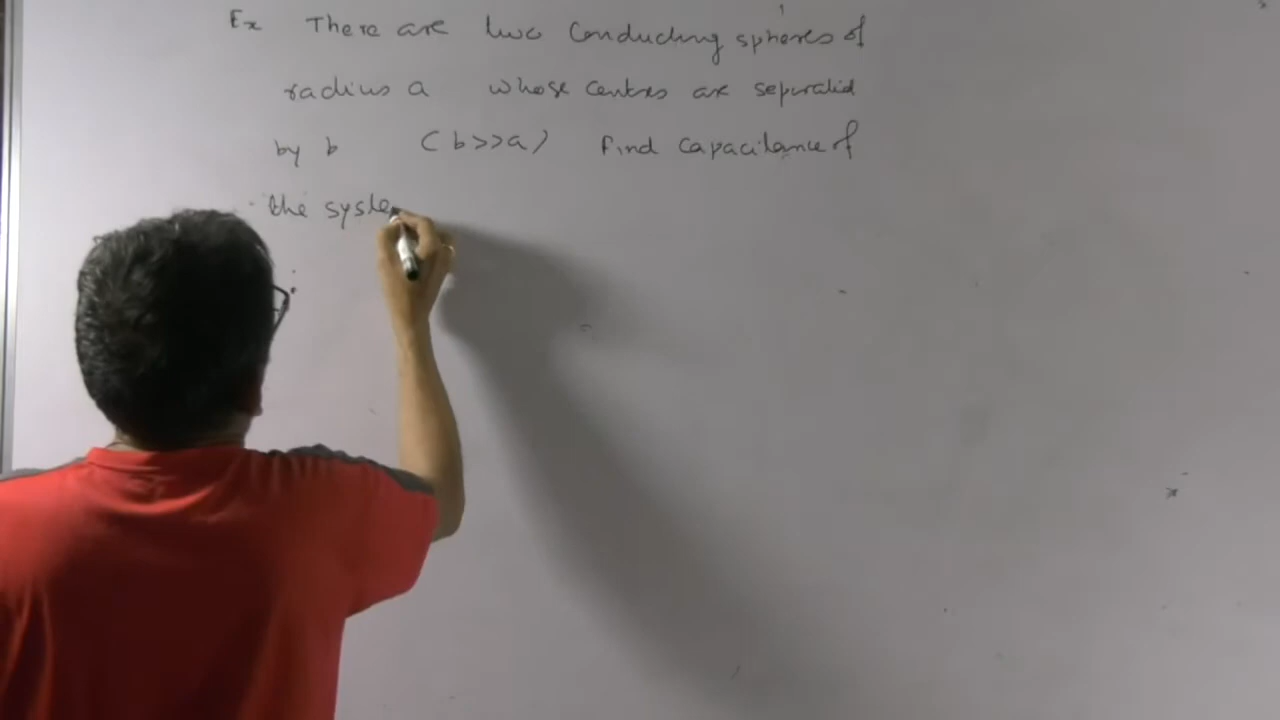 Ex There are two conducting spheres of
radius a whose centres are separated
by b (b>>a) Find capacitance of
the syste